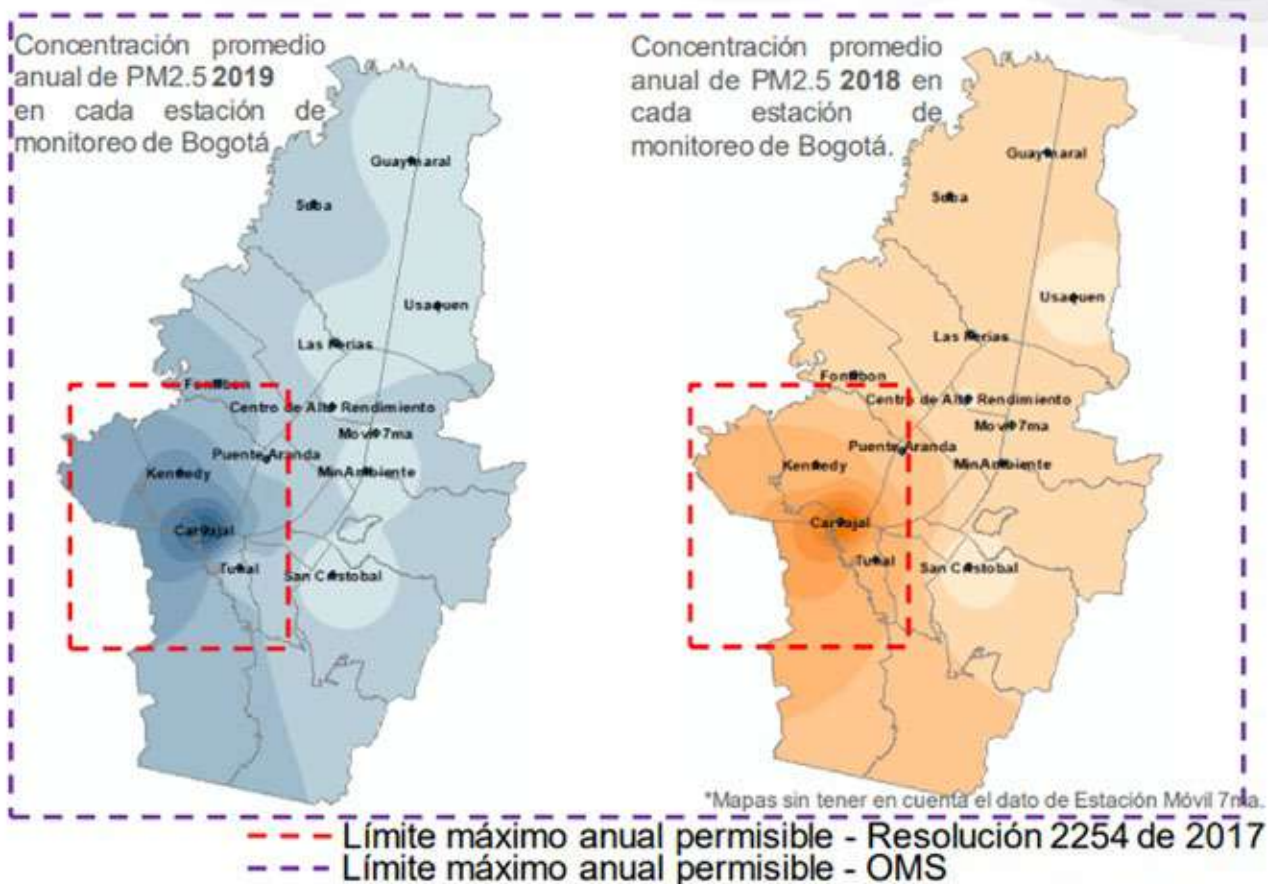 Concentración promedio
anual de PM2.5 2019
en cada estación de
monitoreo de Bogotá
Concentración promedio
anual de PM2.5 2018 en
cada estación de
monitoreo de Bogotá.
Guaymaral
Suba
Usaquen
Las Ferias
Fontibon
Centro de Alto Rendimiento
Movil 7ma
Puente Aranda
Kennedy
MinAmbiente
Carvajal
Tunal
San Cristobal
Guaymaral
Suba
Usaquen
Las Ferias
Fontibon
Centro de Alto Rendimiento
Movil 7ma
Puente Aranda
Kennedy
MinAmbiente
Carvajal
Tunal
San Cristobal
*Mapas sin tener en cuenta el dato de Estación Móvil 7ma.
Límite máximo anual permisible - Resolución 2254 de 2017
Límite máximo anual permisible - OMS